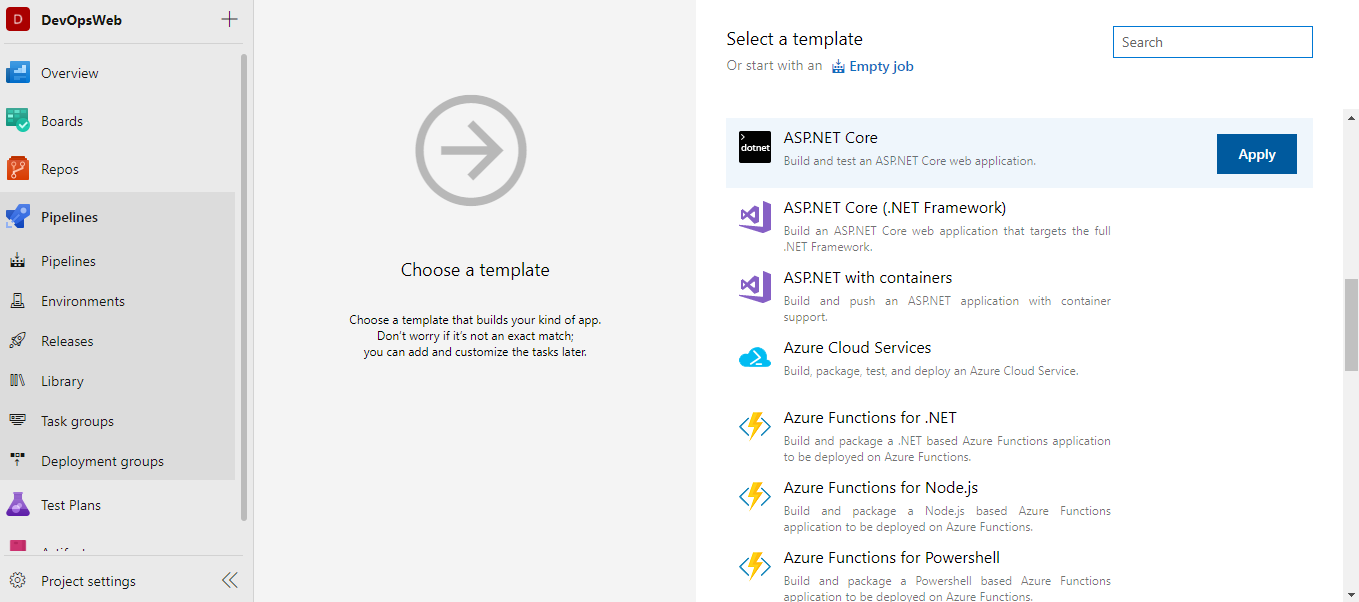 D DevOpsWeb
Overview
Boards
Repos
Pipelines
Pipelines
Environments
Releases
Library
Task groups
Deployment groups
Test Plans
Project settings
Choose a template
Choose a template that builds your kind of app.
Don't worry if it's not an exact match;
you can add and customize the tasks later.
Select a template
Search
Or start with an Empty job
dotnet
ASP.NET Core
Build and test an ASP.NET Core web application.
Apply
ASP.NET Core (.NET Framework)
Build an ASP.NET Core web application that targets the full
.NET Framework.
ASP.NET with containers
Build and push an ASP.NET application with container
support.
Azure Cloud Services
Build, package, test, and deploy an Azure Cloud Service.
Azure Functions for .NET
Build and package a .NET based Azure Functions application
to be deployed on Azure Functions.
Azure Functions for Node.js
Build and package a Node.js based Azure Functions
application to be deployed on Azure Functions.
Azure Functions for Powershell
Build and package a Powershell based Azure Functions
application to be deployed on Azure Functions.